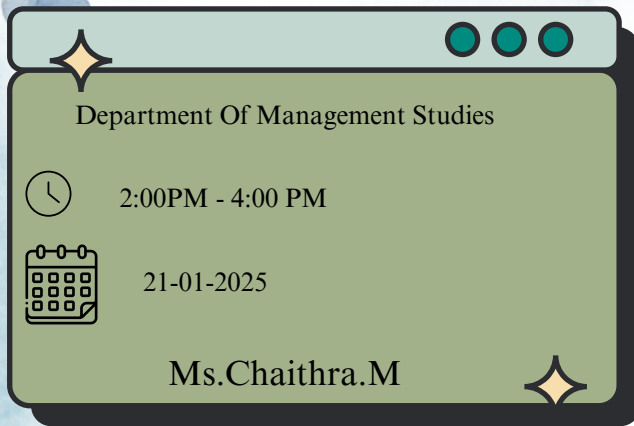 Department Of Management Studies
2:00PM - 4:00 PM
21-01-2025
Ms.Chaithra.M